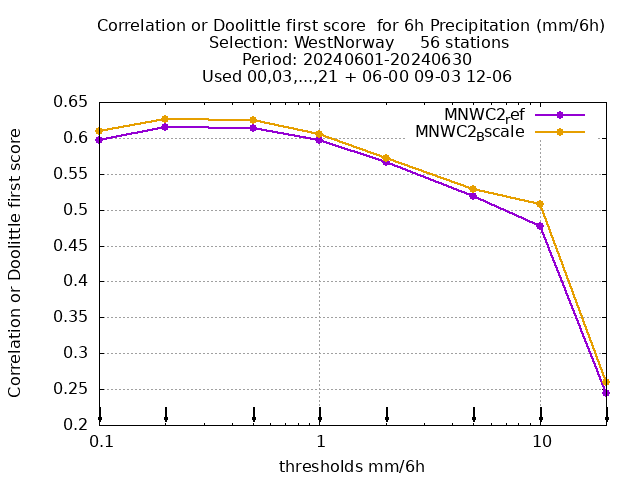 Correlation or Doolittle first score  for 6h Precipitation (mm/6h)
Selection: WestNorway     56 stations
Period: 20240601-20240630
Used 00,03,...,21 + 06-00 09-03 12-06
MNWC2ref
MNWC2Bscale
Correlation or Doolittle first score
0.65
0.6
0.55
0.5
0.45
0.4
0.35
0.3
0.25
0.2
0.1
1
10
thresholds mm/6h